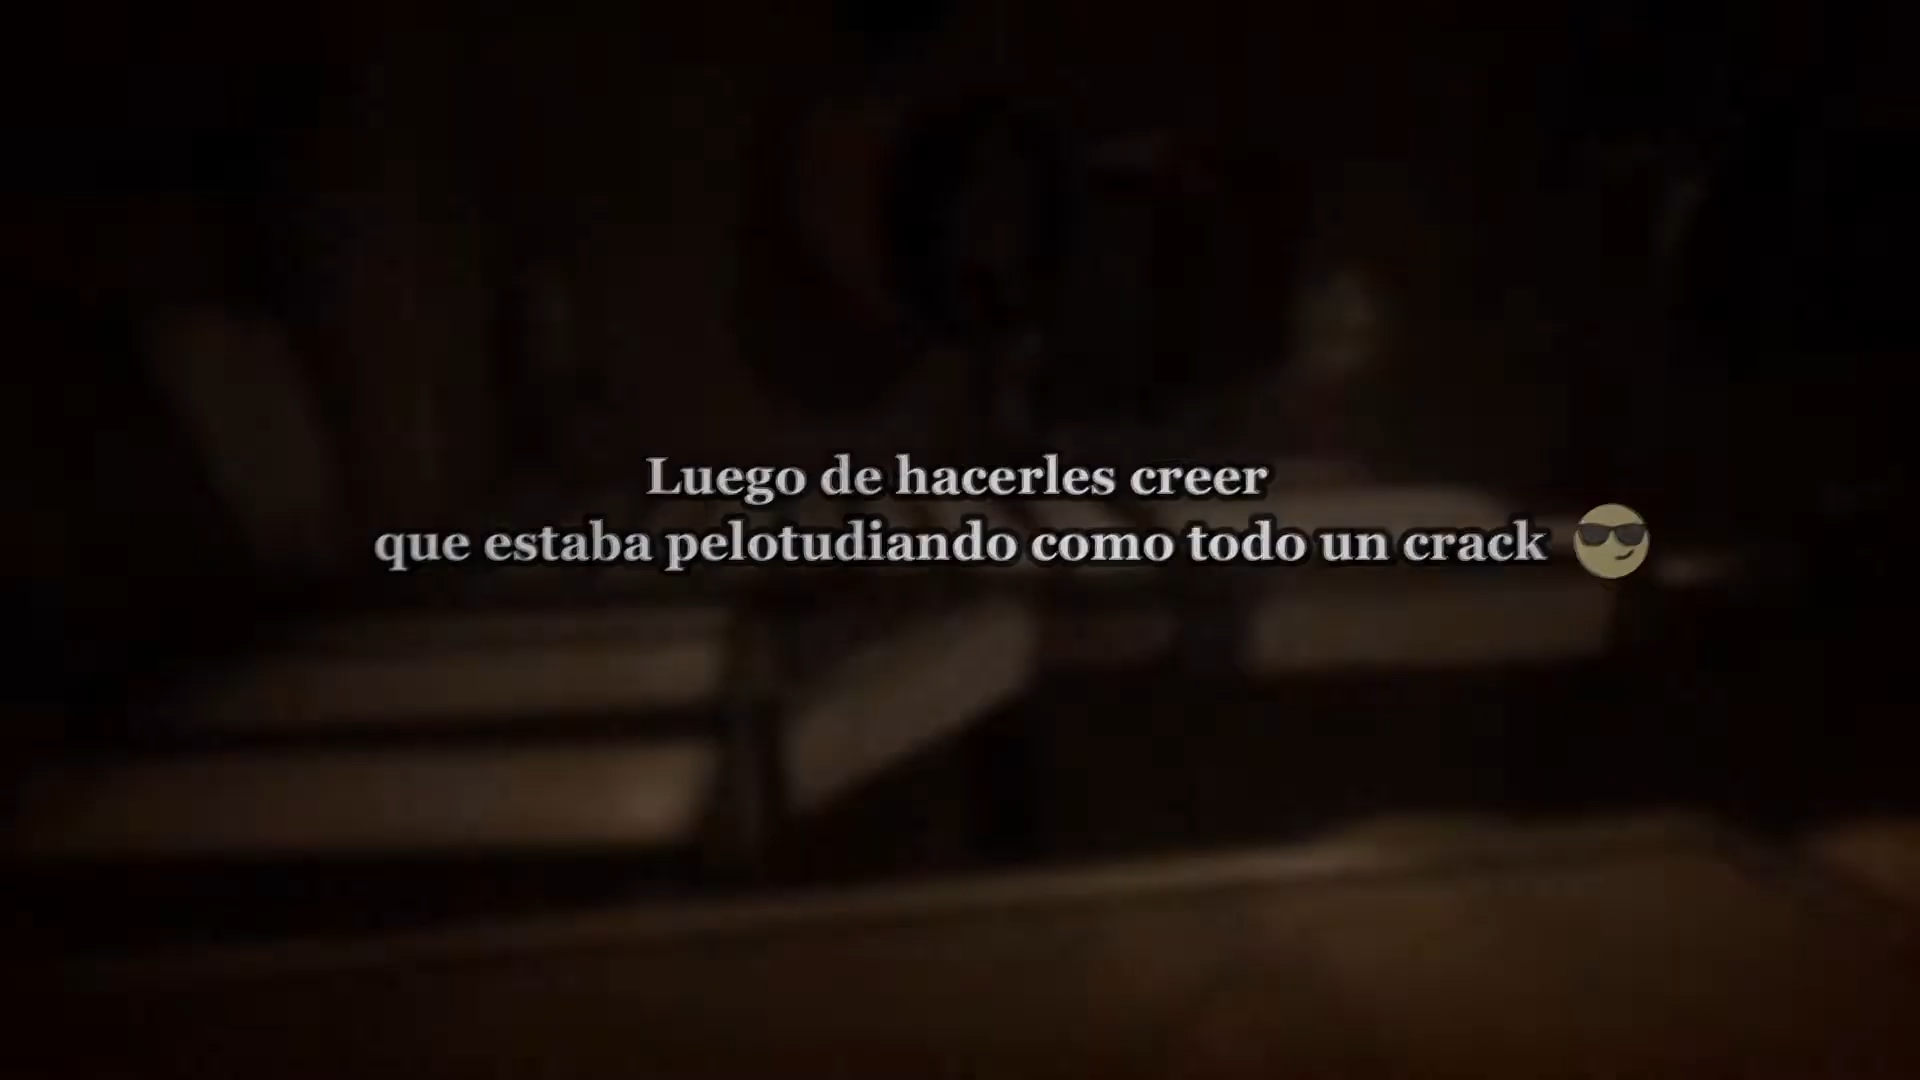 Luego de hacerles creer
que estaba pelotudiando como todo un crack 😎